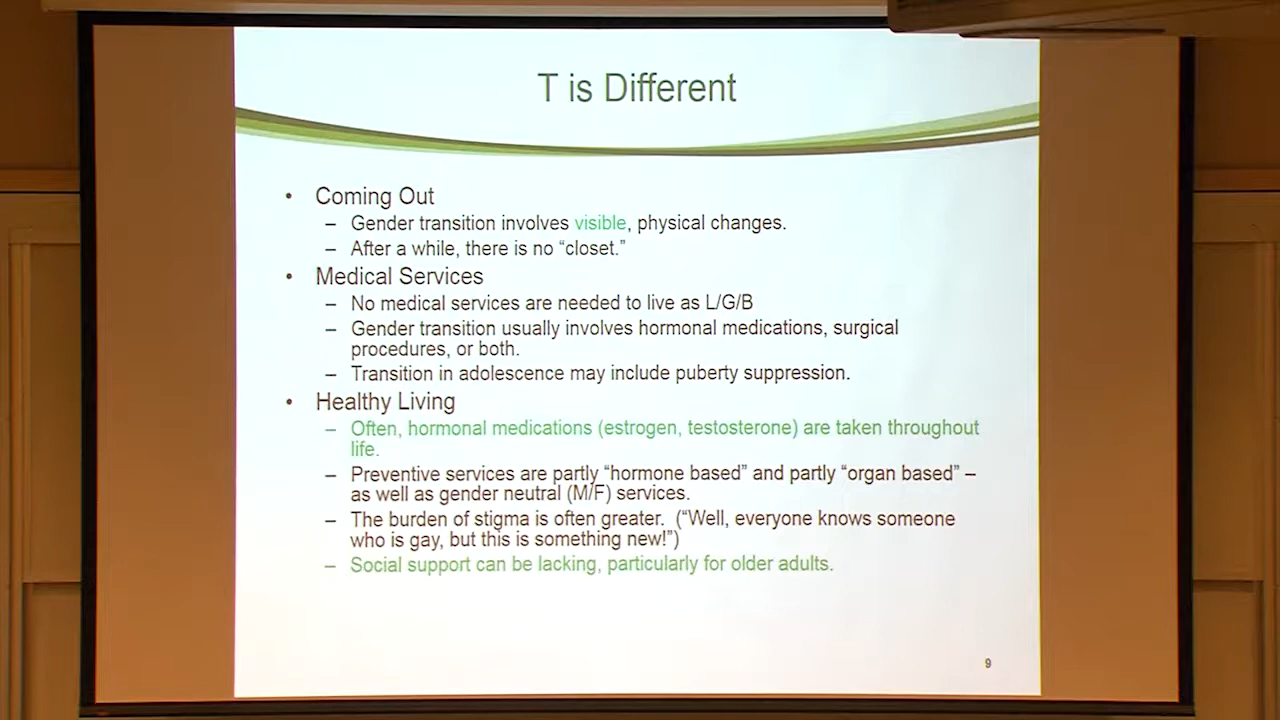 T is Different
• Coming Out
– Gender transition involves visible, physical changes.
– After a while, there is no “closet.”
• Medical Services
– No medical services are needed to live as L/G/B
– Gender transition usually involves hormonal medications, surgical
procedures, or both.
– Transition in adolescence may include puberty suppression.
• Healthy Living
– Often, hormonal medications (estrogen, testosterone) are taken throughout
life.
– Preventive services are partly “hormone based” and partly “organ based” –
as well as gender neutral (M/F) services.
– The burden of stigma is often greater. (“Well, everyone knows someone
who is gay, but this is something new!”)
– Social support can be lacking, particularly for older adults.
9